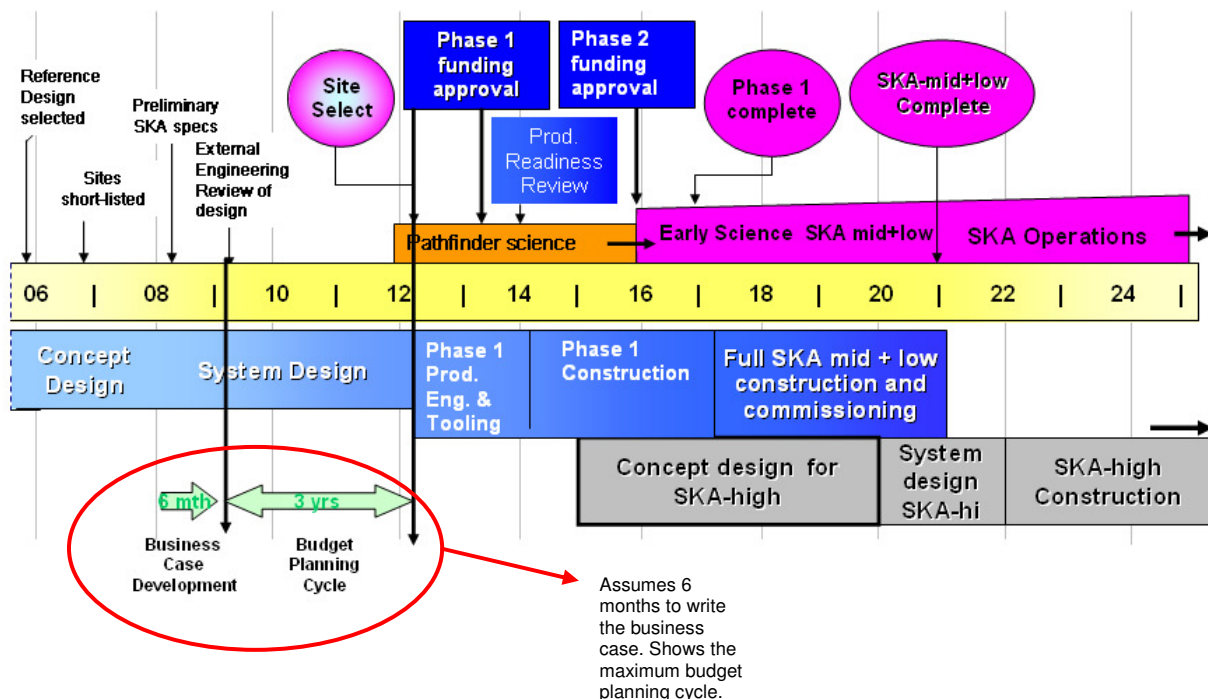 Reference
Design
selected
Sites
short-listed
Preliminary
SKA specs
External
Engineering
Review of
design
Site
Select
Phase 1
funding
approval
Phase 2
funding
approval
Prod.
Readiness
Review
Phase 1
complete
SKA-mid+low
Complete
Pathfinder science
Early Science SKA mid+low
SKA Operations
06 | 08 | 10 | 12 | 14 | 16 | 18 | 20 | 22 | 24 |
Concept
Design
System Design
Phase 1
Prod.
Eng. &
Tooling
Phase 1
Construction
Full SKA mid + low
construction and
commissioning
Concept design for
SKA-high
System
design
SKA-hi
SKA-high
Construction
6 mth
3 yrs
Business
Case
Development
Budget
Planning
Cycle
Assumes 6
months to write
the business
case. Shows the
maximum budget
planning cycle.